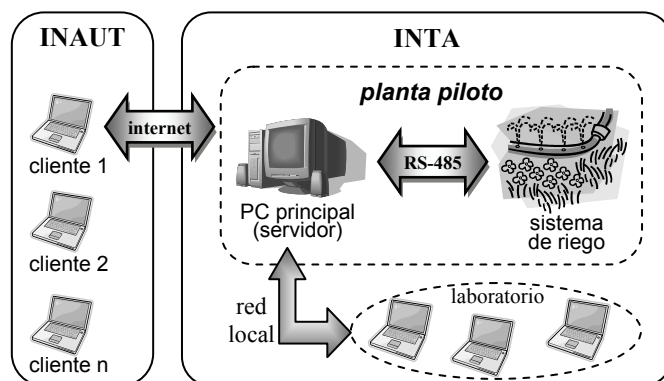 INAUT
cliente 1
cliente 2
cliente n
internet
INTA
planta piloto
PC principal
(servidor)
RS-485
sistema
de riego
red
local
laboratorio